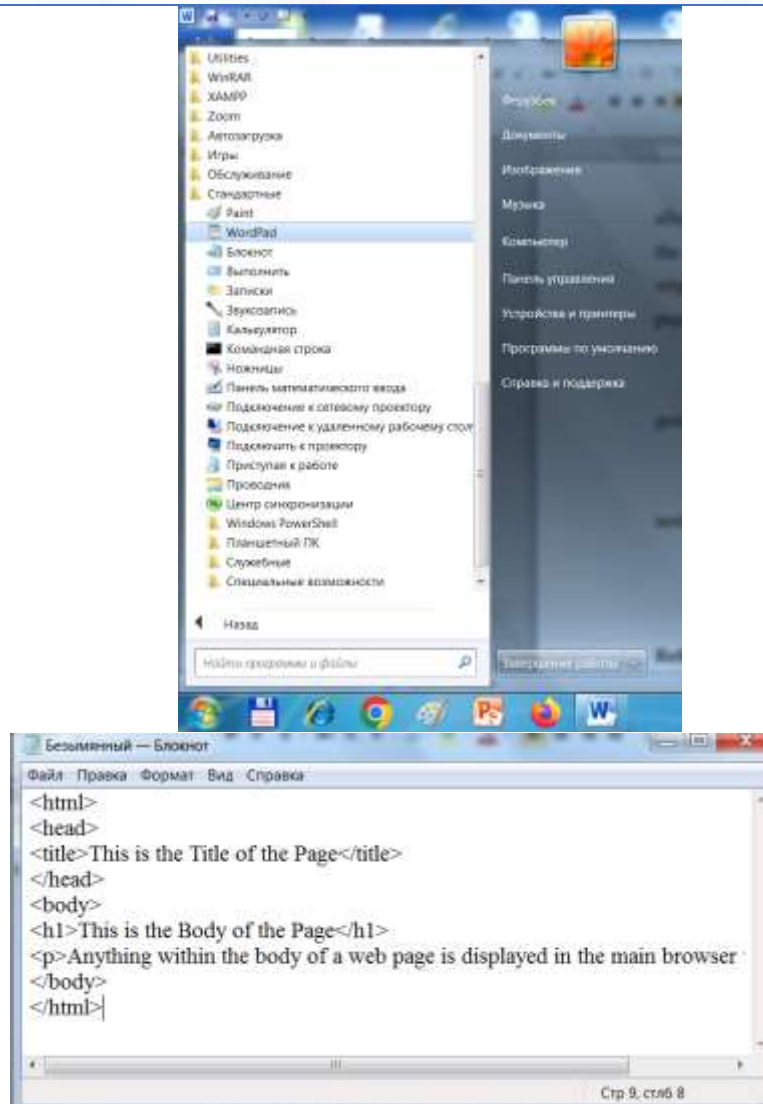 Utilities
WinRAR
XAMPP
Zoom
Автозагрузка
Игры
Обслуживание
Стандартные
Paint
WordPad
Блокнот
Выполнить
Записки
Звукозапись
Калькулятор
Командная строка
Ножницы
Панель математического ввода
Подключение к сетевому проектору
Подключение к удаленному рабочему стол
Подключить к проектору
Приступая к работе
Проводник
Центр синхронизации
Windows PowerShell
Планшетный ПК
Служебные
Специальные возможности
Назад
Найти программы и файлы
Документы
Изображения
Музыка
Компьютер
Панель управления
Устройства и принтеры
Программы по умолчанию
Справка и поддержка
Завершение работы
Безымянный — Блокнот
Файл Правка Формат Вид Справка
<html>
<head>
<title>This is the Title of the Page</title>
</head>
<body>
<h1>This is the Body of the Page</h1>
<p>Anything within the body of a web page is displayed in the main browser
</body>
</html>
Стр 9, стлб 8